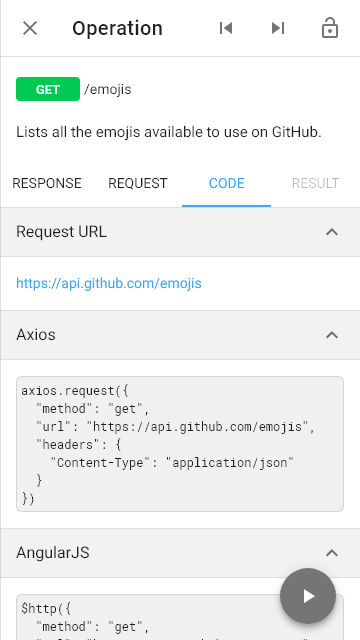 Operation
GET /emojis
Lists all the emojis available to use on GitHub.
RESPONSE REQUEST CODE RESULT
Request URL
https://api.github.com/emojis
Axios
axios.request({
  "method": "get",
  "url": "https://api.github.com/emojis",
  "headers": {
    "Content-Type": "application/json"
  }
})
AngularJS
$http({
  "method": "get",